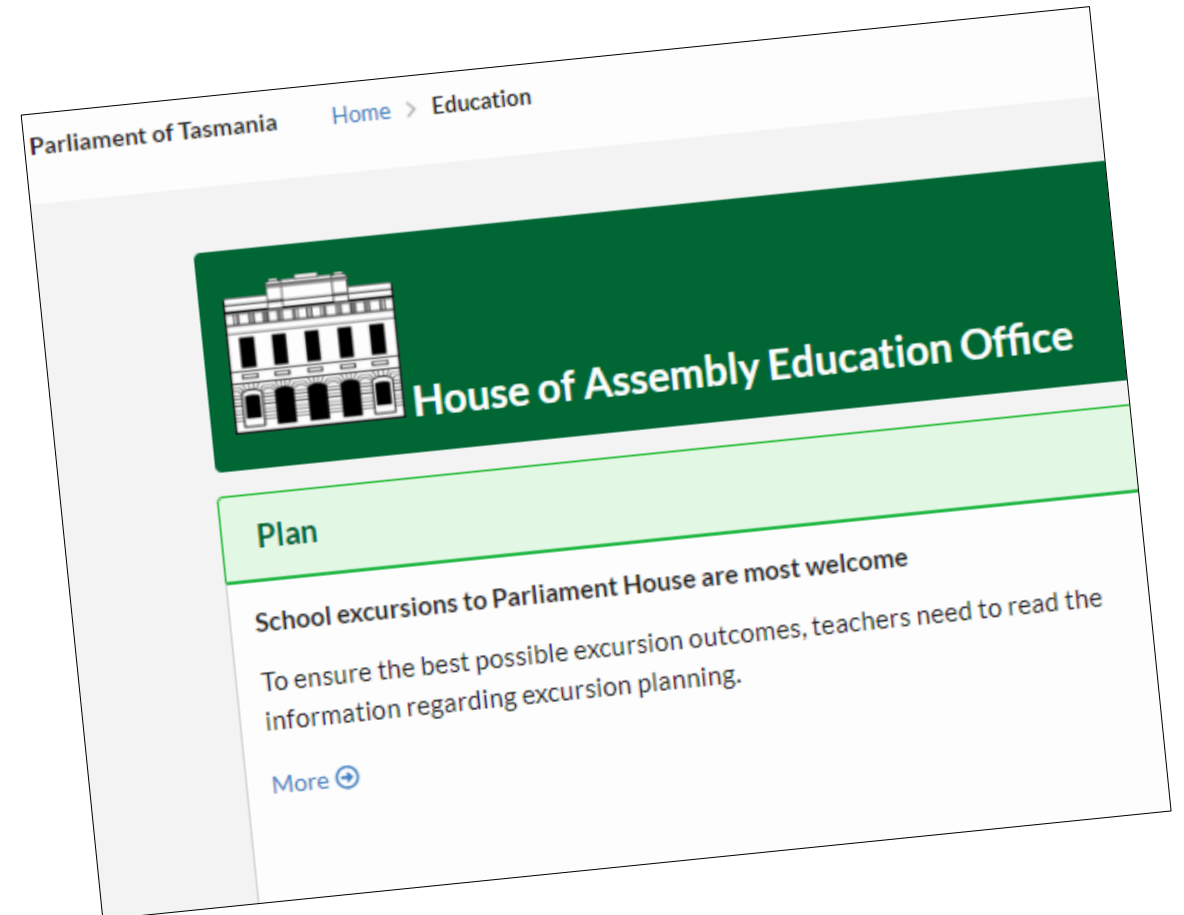 Parliament of Tasmania Home > Education
House of Assembly Education Office
Plan
School excursions to Parliament House are most welcome
To ensure the best possible excursion outcomes, teachers need to read the
information regarding excursion planning.
More